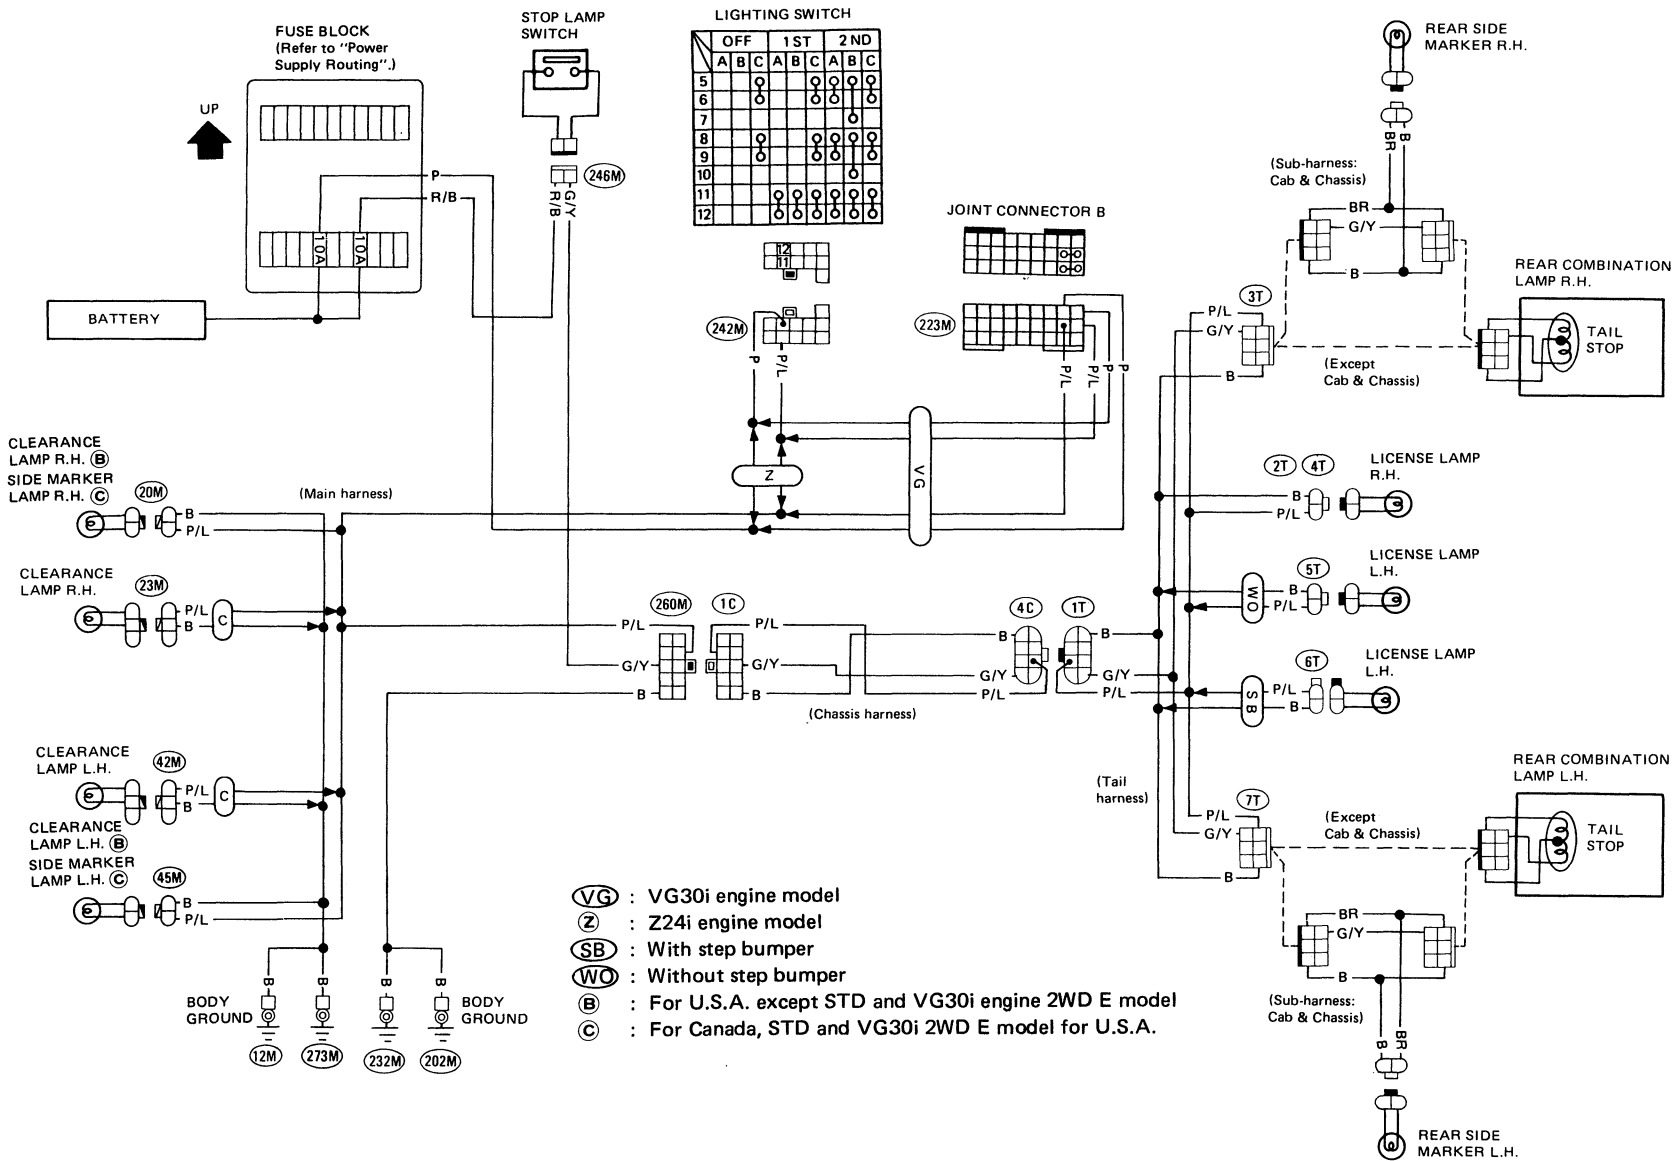 FUSE BLOCK
(Refer to "Power
Supply Routing".)
UP
10A
10A
P
R/B
BATTERY
STOP LAMP
SWITCH
246M
R/B
G/Y
LIGHTING SWITCH
OFF 1ST 2ND
A B C A B C A B C
5
6
7
8
9
10
11
12
12
11
242M
P
P/L
JOINT CONNECTOR B
223M
P/L
P/L
P
P
Z
VG
REAR SIDE
MARKER R.H.
BR
B
(Sub-harness:
Cab & Chassis)
BR
G/Y
B
REAR COMBINATION
LAMP R.H.
TAIL
STOP
3T
P/L
G/Y
B
(Except
Cab & Chassis)
CLEARANCE
LAMP R.H. B
SIDE MARKER
LAMP R.H. C
20M
B
P/L
(Main harness)
CLEARANCE
LAMP R.H.
23M
P/L
B
C
2T 4T
B
P/L
LICENSE LAMP
R.H.
5T
WO
B
P/L
LICENSE LAMP
L.H.
6T
SB
P/L
B
LICENSE LAMP
L.H.
260M
P/L
G/Y
B
1C
P/L
G/Y
B
4C
B
G/Y
P/L
1T
B
G/Y
P/L
(Chassis harness)
CLEARANCE
LAMP L.H.
42M
P/L
B
C
CLEARANCE
LAMP L.H. B
SIDE MARKER
LAMP L.H. C
45M
B
P/L
(Tail
harness)
7T
P/L
G/Y
B
(Except
Cab & Chassis)
REAR COMBINATION
LAMP L.H.
TAIL
STOP
BR
G/Y
B
(Sub-harness:
Cab & Chassis)
B
BR
REAR SIDE
MARKER L.H.
B
B
B
B
BODY
GROUND
BODY
GROUND
12M
273M
232M
202M
VG : VG30i engine model
Z : Z24i engine model
SB : With step bumper
WO : Without step bumper
B : For U.S.A. except STD and VG30i engine 2WD E model
C : For Canada, STD and VG30i 2WD E model for U.S.A.